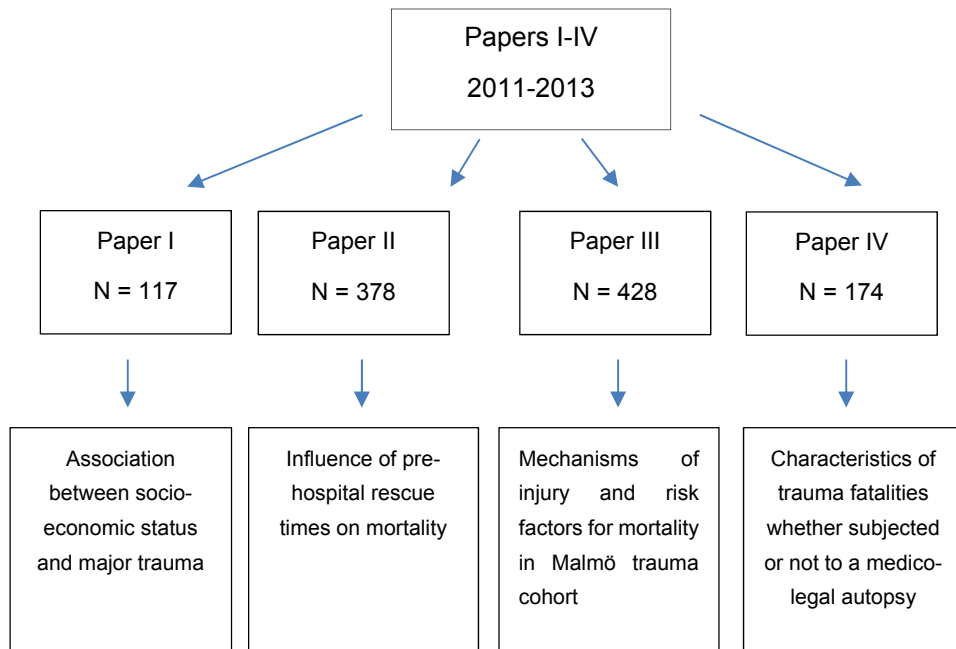 Papers I-IV
2011-2013
Paper I
N = 117
Paper II
N = 378
Paper III
N = 428
Paper IV
N = 174
Association
between socio-
economic status
and major trauma
Influence of pre-
hospital rescue
times on mortality
Mechanisms of
injury and risk
factors for mortality
in Malmö trauma
cohort
Characteristics of
trauma fatalities
whether subjected
or not to a medico-
legal autopsy